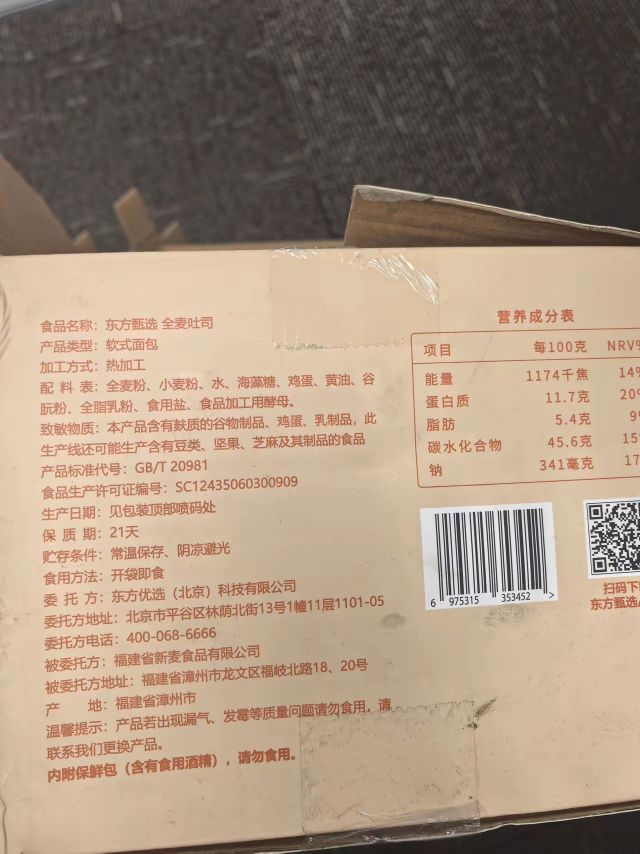 食品名称：东方甄选 全麦吐司
产品类型：软式面包
加工方式：热加工
配 料 表：全麦粉、小麦粉、水、海藻糖、鸡蛋、黄油、谷
朊粉、全脂乳粉、食用盐、食品加工用酵母。
致敏物质：本产品含有麸质的谷物制品、鸡蛋、乳制品，此
生产线还可能生产含有豆类、坚果、芝麻及其制品的食品
产品标准代号：GB/T 20981
食品生产许可证编号：SC12435060300909
生产日期：见包装顶部喷码处
保 质 期：21天
贮存条件：常温保存、阴凉避光
食用方法：开袋即食
委 托 方：东方优选（北京）科技有限公司
委托方地址：北京市平谷区林荫北街13号1幢11层1101-05
委托方电话：400-068-6666
被委托方：福建省新麦食品有限公司
被委托方地址：福建省漳州市龙文区福岐北路18、20号
产 地：福建省漳州市
温馨提示：产品若出现漏气、发霉等质量问题请勿食用，请
联系我们更换产品。
内附保鲜包（含有食用酒精），请勿食用。
营养成分表
项目 每100克 NRV%
能量 1174千焦 14%
蛋白质 11.7克 20%
脂肪 5.4克 9%
碳水化合物 45.6克 15
钠 341毫克 17
6 975315 353452 >
扫码下
东方甄选